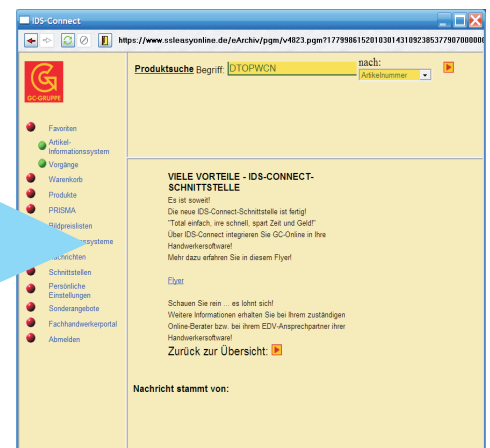 IDS-Connect
https://www.ssleasyonline.de/eArchiv/pgm/v4823.pgm?17799861520103014310923853779070000000
Produktsuche Begriff: DTOPWCN nach:
Artikelnummer
GC-GRUPPE
Favoriten
Artikel-
Informationssystem
Vorgänge
Warenkorb
Produkte
PRISMA
Bildpreislisten
ssysteme
Nachrichten
Schnittstellen
Persönliche
Einstellungen
Sonderangebote
Fachhandwerkerportal
Abmelden
VIELE VORTEILE - IDS-CONNECT-
SCHNITTSTELLE
Es ist soweit!
Die neue IDS-Connect-Schnittstelle ist fertig!
"Total einfach, irre schnell, spart Zeit und Geld!"
Über IDS-Connect integrieren Sie GC-Online in Ihre
Handwerkersoftware!
Mehr dazu erfahren Sie in diesem Flyer!
Flyer
Schauen Sie rein ... es lohnt sich!
Weitere Informationen erhalten Sie bei Ihrem zuständigen
Online-Berater bzw. bei ihrem EDV-Ansprechpartner ihrer
Handwerkersoftware!
Zurück zur Übersicht:
Nachricht stammt von: